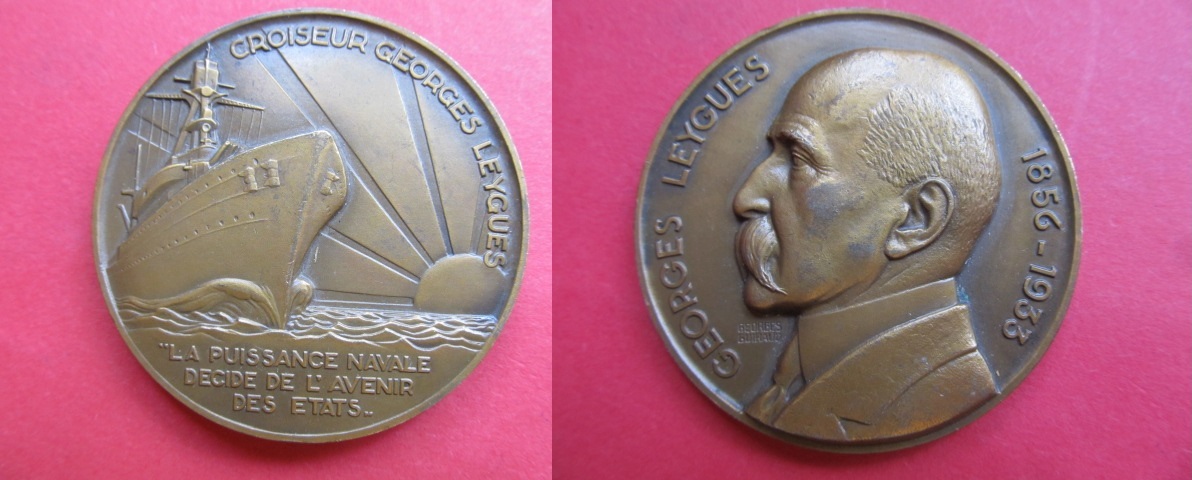 CROISEUR GEORGES LEYGUES
"LA PUISSANCE NAVALE
DECIDE DE L'AVENIR
DES ETATS„
GEORGES LEYGUES
1856-1933
GEORGES
GUIRAUD